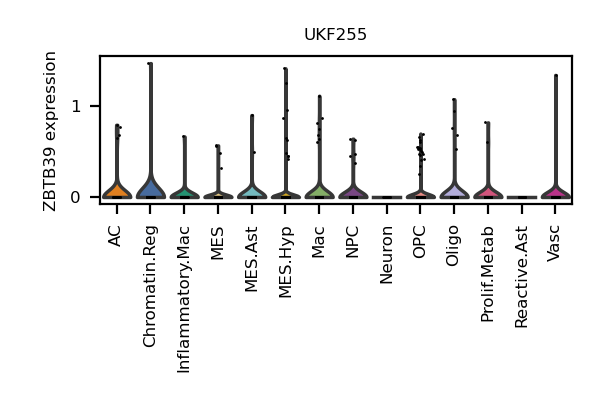 UKF255
ZBTB39 expression
1
0
AC
Chromatin.Reg
Inflammatory.Mac
MES
MES.Ast
MES.Hyp
Mac
NPC
Neuron
OPC
Oligo
Prolif.Metab
Reactive.Ast
Vasc